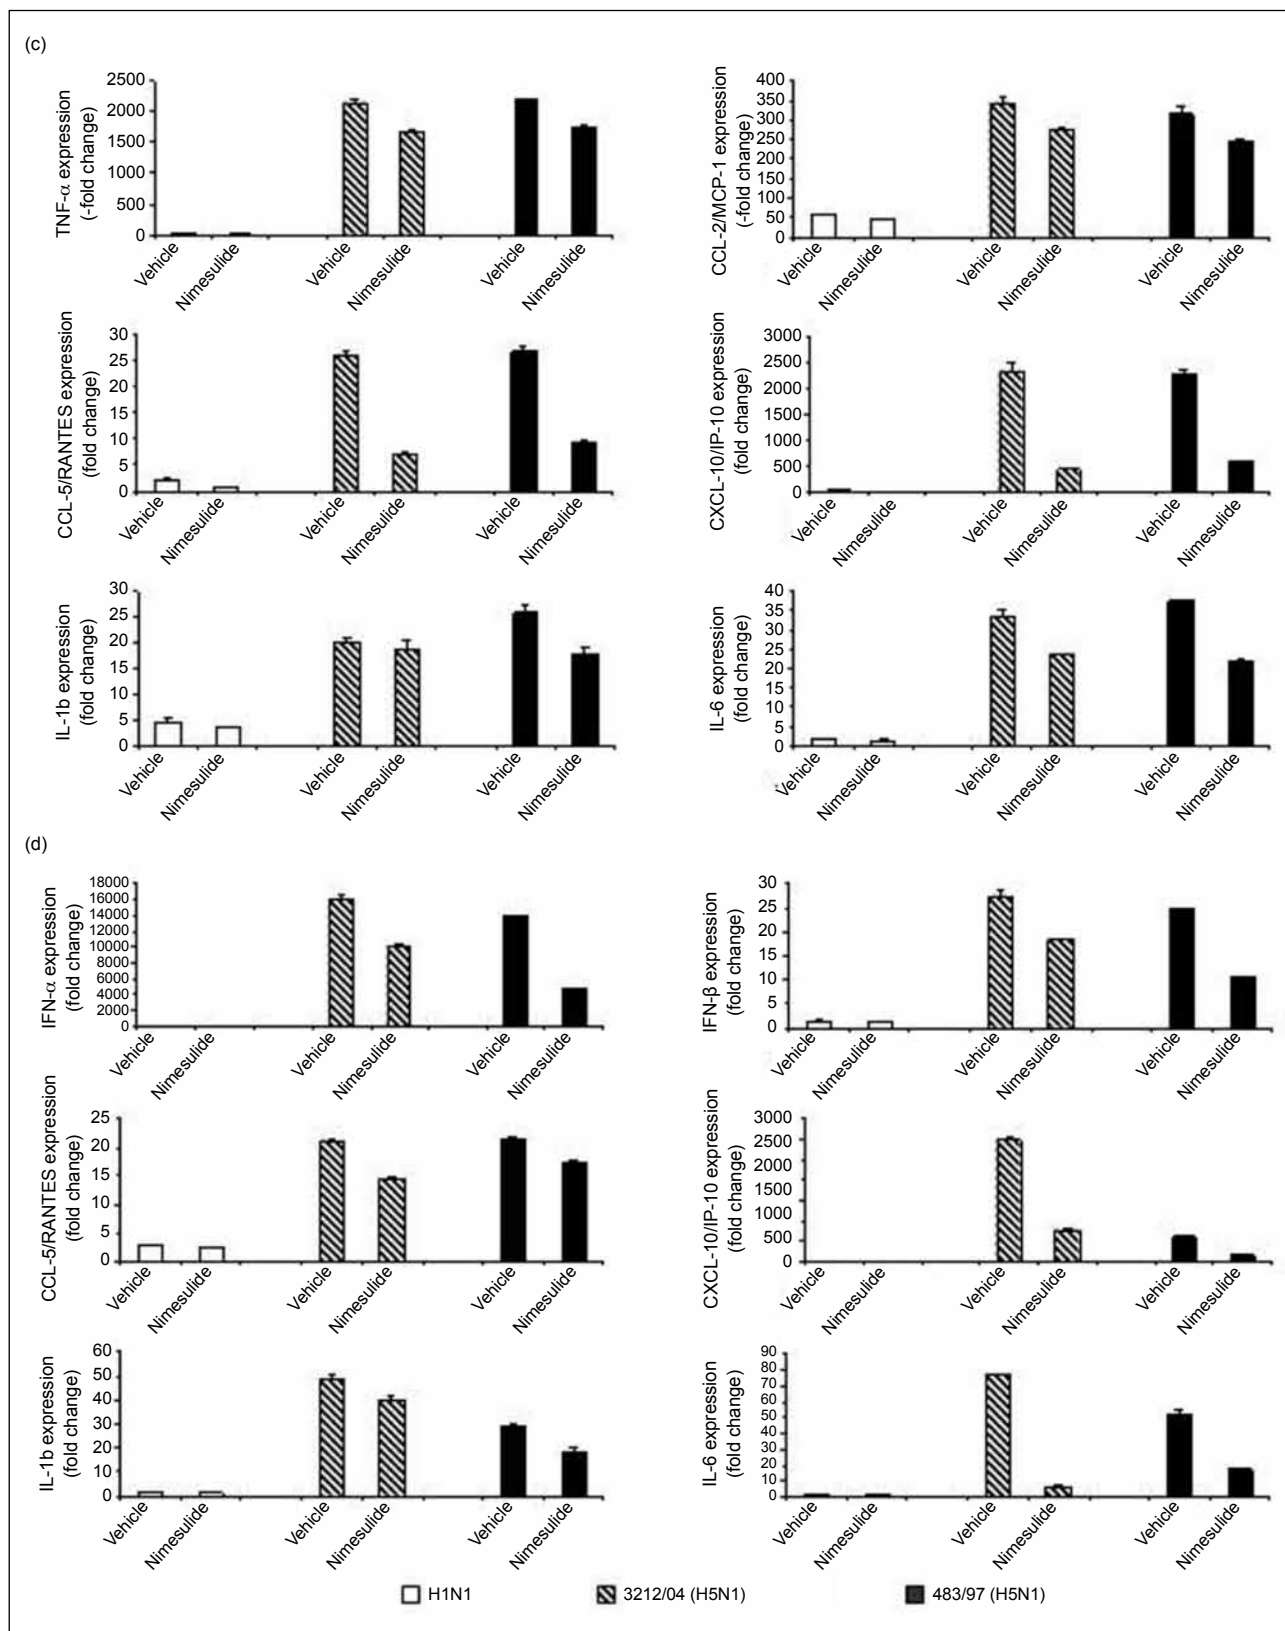 (c)
TNF-α expression
(-fold change)
2500
2000
1500
1000
500
0
Vehicle
Nimesulide
Vehicle
Nimesulide
Vehicle
Nimesulide
CCL-2/MCP-1 expression
(-fold change)
400
350
300
250
200
150
100
50
0
Vehicle
Nimesulide
Vehicle
Nimesulide
Vehicle
Nimesulide
CCL-5/RANTES expression
(fold change)
30
25
20
15
10
5
0
Vehicle
Nimesulide
Vehicle
Nimesulide
Vehicle
Nimesulide
CXCL-10/IP-10 expression
(fold change)
3000
2500
2000
1500
1000
500
0
Vehicle
Nimesulide
Vehicle
Nimesulide
Vehicle
Nimesulide
IL-1b expression
(fold change)
30
25
20
15
10
5
0
Vehicle
Nimesulide
Vehicle
Nimesulide
Vehicle
Nimesulide
IL-6 expression
(fold change)
40
35
30
25
20
15
10
5
0
Vehicle
Nimesulide
Vehicle
Nimesulide
Vehicle
Nimesulide
(d)
IFN-α expression
(fold change)
18000
16000
14000
12000
10000
8000
6000
4000
2000
0
Vehicle
Nimesulide
Vehicle
Nimesulide
Vehicle
Nimesulide
IFN-β expression
(fold change)
30
25
20
15
10
5
0
Vehicle
Nimesulide
Vehicle
Nimesulide
Vehicle
Nimesulide
CCL-5/RANTES expression
(fold change)
25
20
15
10
5
0
Vehicle
Nimesulide
Vehicle
Nimesulide
Vehicle
Nimesulide
CXCL-10/IP-10 expression
(fold change)
3000
2500
2000
2500
1000
500
0
Vehicle
Nimesulide
Vehicle
Nimesulide
Vehicle
Nimesulide
IL-1b expression
(fold change)
60
50
40
30
20
10
0
Vehicle
Nimesulide
Vehicle
Nimesulide
Vehicle
Nimesulide
IL-6 expression
(fold change)
90
80
70
60
50
40
30
20
10
0
Vehicle
Nimesulide
Vehicle
Nimesulide
Vehicle
Nimesulide
H1N1
3212/04 (H5N1)
483/97 (H5N1)